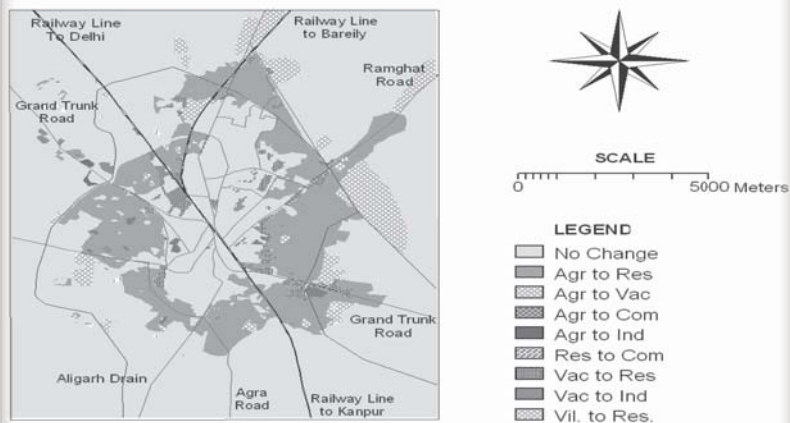 Railway Line
To Delhi
Railway Line
to Bareily
Ramghat
Road
Grand Trunk
Road
Grand Trunk
Road
Aligarh Drain
Agra
Road
Railway Line
to Kanpur
SCALE
0 5000 Meters
LEGEND
No Change
Agr to Res
Agr to Vac
Agr to Com
Agr to Ind
Res to Com
Vac to Res
Vac to Ind
Vil. to Res.